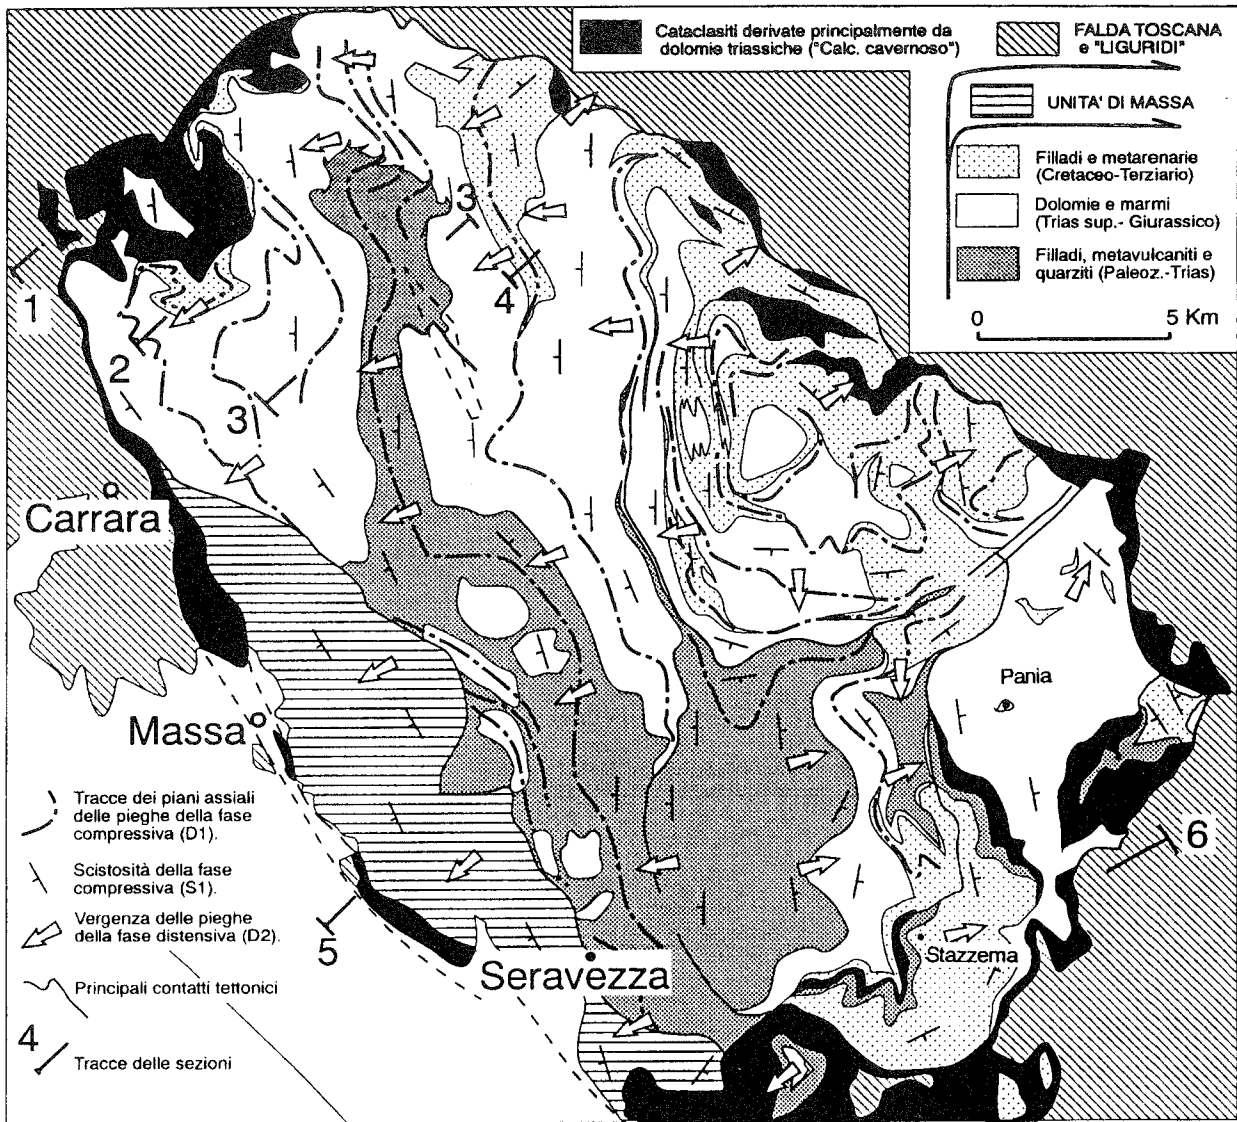 Cataclasiti derivate principalmente da
dolomie triassiche ("Calc. cavernoso")
FALDA TOSCANA
e "LIGURIDI"
UNITA' DI MASSA
Filladi e metarenarie
(Cretaceo-Terziario)
Dolomie e marmi
(Trias sup.- Giurassico)
Filladi, metavulcaniti e
quarziti (Paleoz.-Trias)
0 5 Km
3
4
1
2
3
Carrara
Pania
Massa
6
5
Seravezza
Stazzema
Tracce dei piani assiali
delle pieghe della fase
compressiva (D1).
Scistosità della fase
compressiva (S1).
Vergenza delle pieghe
della fase distensiva (D2).
Principali contatti tettonici
4
Tracce delle sezioni